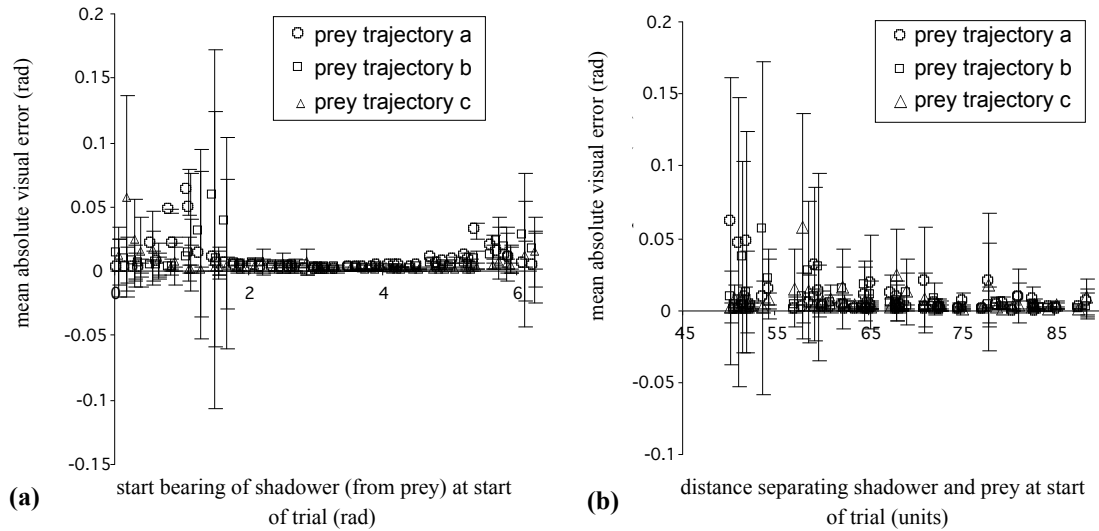 0.2
0.15
0.1
0.05
0
-0.05
-0.1
-0.15
0
2
4
6
prey trajectory a
prey trajectory b
prey trajectory c
mean absolute visual error (rad)
(a)
start bearing of shadower (from prey) at start
of trial (rad)
0.2
0.15
0.1
0.05
0
-0.05
-0.1
45
55
65
75
85
prey trajectory a
prey trajectory b
prey trajectory c
mean absolute visual error (rad)
(b)
distance separating shadower and prey at start
of trial (units)